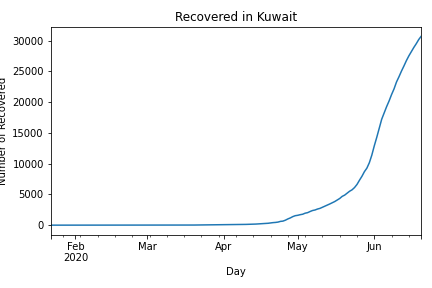 Recovered in Kuwait
Number of Recovered
30000
25000
20000
15000
10000
5000
0
Feb
2020
Mar
Apr
May
Jun
Day